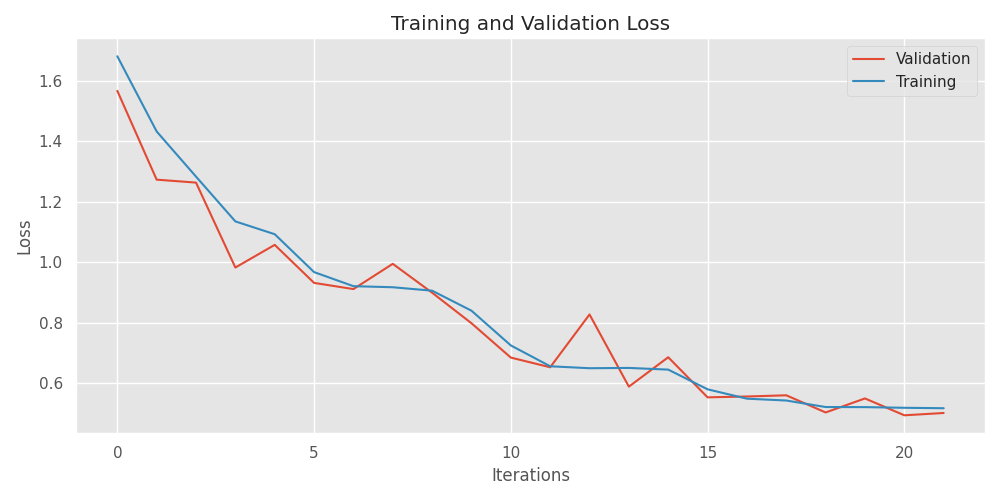 Training and Validation Loss
Validation
Training
1.6
1.4
1.2
1.0
0.8
0.6
Loss
0 5 10 15 20
Iterations